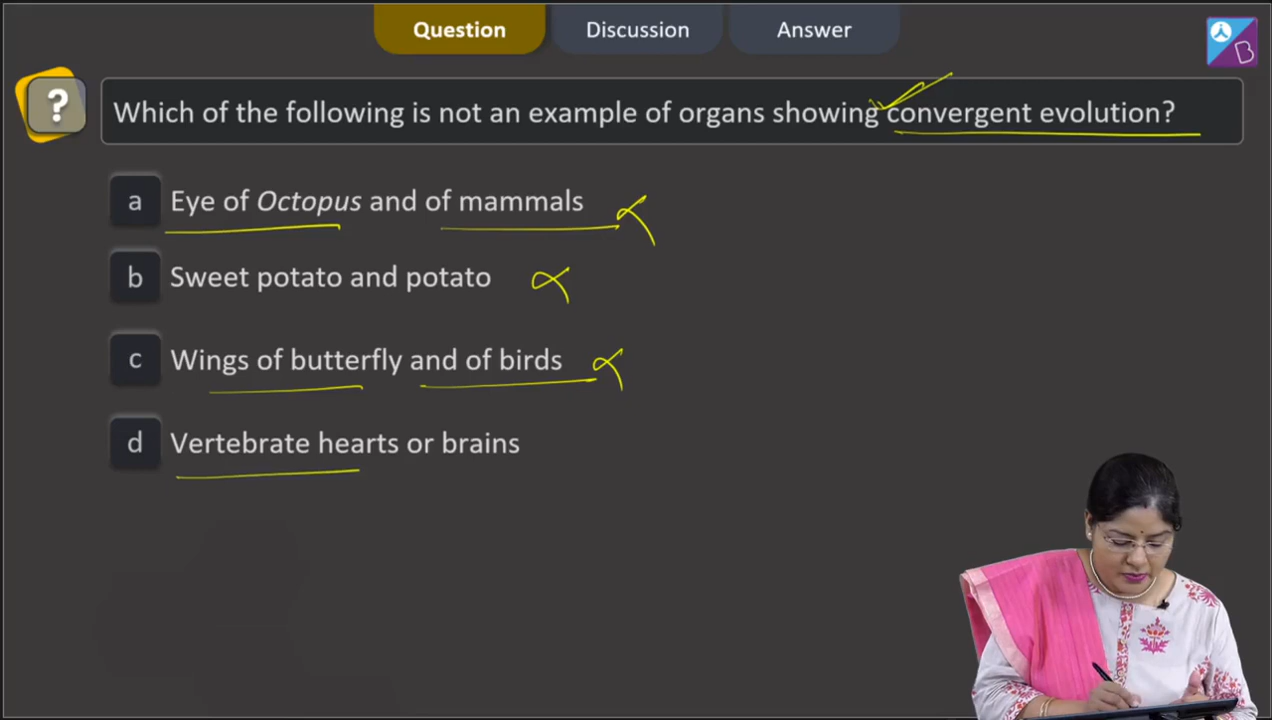 Question Discussion Answer
B
? Which of the following is not an example of organs showing convergent evolution?
a Eye of Octopus and of mammals
b Sweet potato and potato
c Wings of butterfly and of birds
d Vertebrate hearts or brains